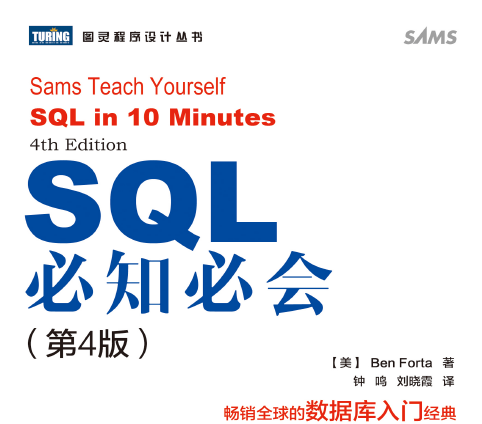 TURING 图灵程序设计丛书 SAMS
Sams Teach Yourself
SQL in 10 Minutes
4th Edition
SQL
必知必会
（第4版）
【美】 Ben Forta 著
钟 鸣 刘晓霞 译
畅销全球的数据库入门经典